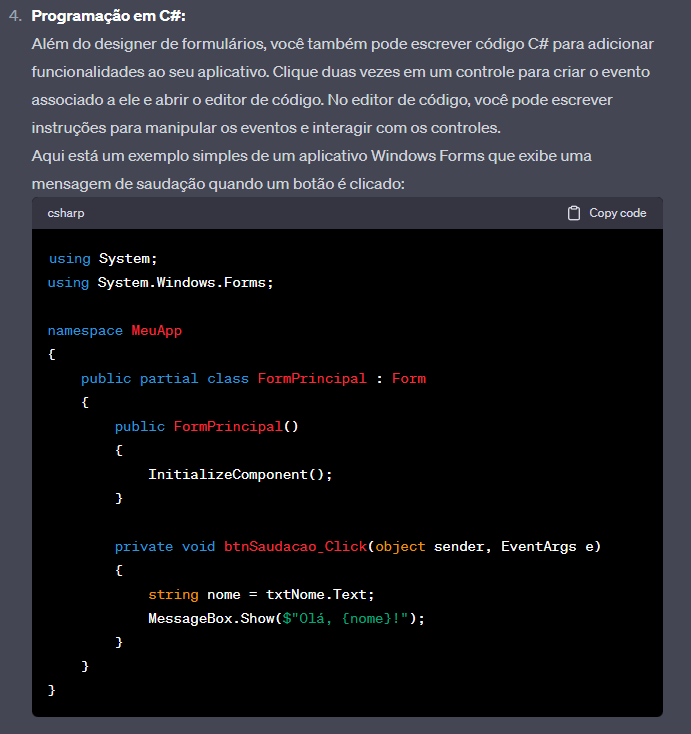 4. Programação em C#:
Além do designer de formulários, você também pode escrever código C# para adicionar
funcionalidades ao seu aplicativo. Clique duas vezes em um controle para criar o evento
associado a ele e abrir o editor de código. No editor de código, você pode escrever
instruções para manipular os eventos e interagir com os controles.
Aqui está um exemplo simples de um aplicativo Windows Forms que exibe uma
mensagem de saudação quando um botão é clicado:
csharp Copy code
using System;
using System.Windows.Forms;
namespace MeuApp
{
    public partial class FormPrincipal : Form
    {
        public FormPrincipal()
        {
            InitializeComponent();
        }
        private void btnSaudacao_Click(object sender, EventArgs e)
        {
            string nome = txtNome.Text;
            MessageBox.Show($"Olá, {nome}!");
        }
    }
}